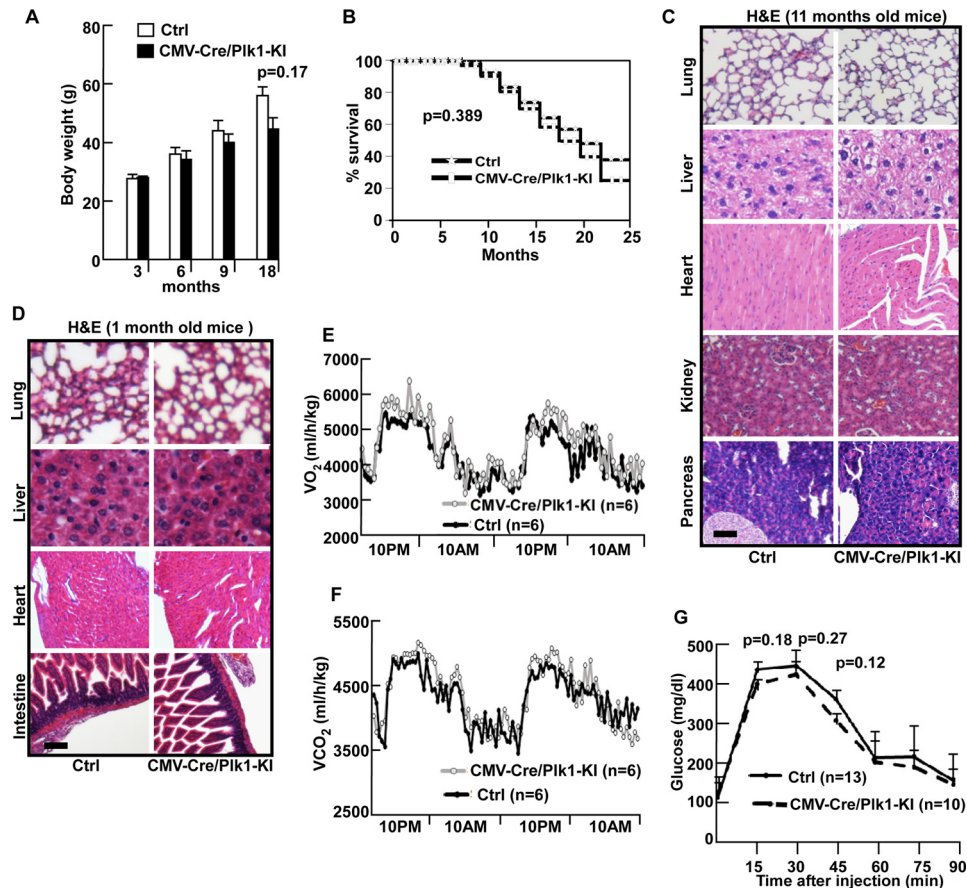 A
Ctrl
CMV-Cre/Plk1-KI
p=0.17
Body weight (g)
80
60
40
20
0
3 6 9 18
months
B
% survival
100
80
60
40
20
0
p=0.389
Ctrl
CMV-Cre/Plk1-KI
0 5 10 15 20 25
Months
C
H&E (11 months old mice)
Lung
Liver
Heart
Kidney
Pancreas
Ctrl CMV-Cre/Plk1-KI
D
H&E (1 month old mice )
Lung
Liver
Heart
Intestine
Ctrl CMV-Cre/Plk1-KI
E
VO2 (ml/h/kg)
7000
6000
5000
4000
3000
2000
CMV-Cre/Plk1-KI (n=6)
Ctrl (n=6)
10PM 10AM 10PM 10AM
F
VCO2 (ml/h/kg)
5500
4500
3500
2500
CMV-Cre/Plk1-KI (n=6)
Ctrl (n=6)
10PM 10AM 10PM 10AM
G
p=0.18 p=0.27
p=0.12
Glucose (mg/dl)
500
400
300
200
100
0
Ctrl (n=13)
CMV-Cre/Plk1-KI (n=10)
15 30 45 60 75 90
Time after injection (min)